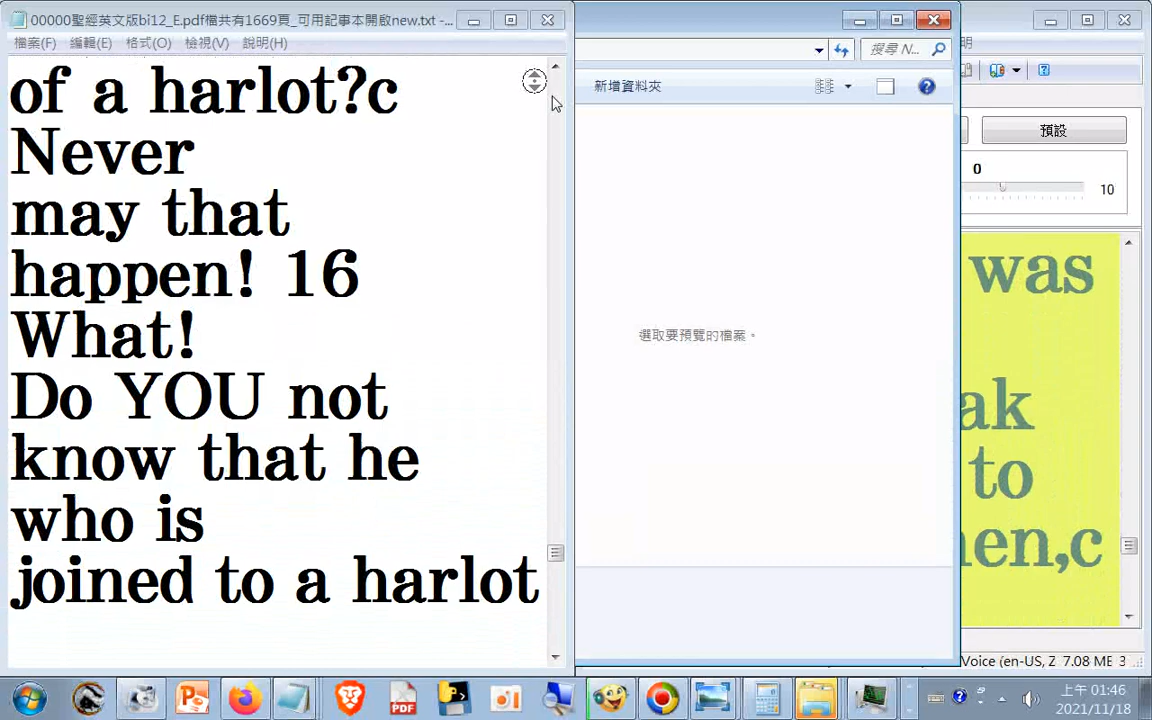 00000聖經英文版bi12_E.pdf檔共有1669頁_可用記事本開啟new.txt -...
檔案(F) 編輯(E) 格式(O) 檢視(V) 說明(H)
of a harlot?c
Never
may that
happen! 16
What!
Do YOU not
know that he
who is
joined to a harlot
搜尋 N...
新增資料夾
選取要預覽的檔案。
明
預設
0
10
was
ak
to
en,c
Voice (en-US, Z 7.08 ME 3
PDF
上午 01:46
2021/11/18